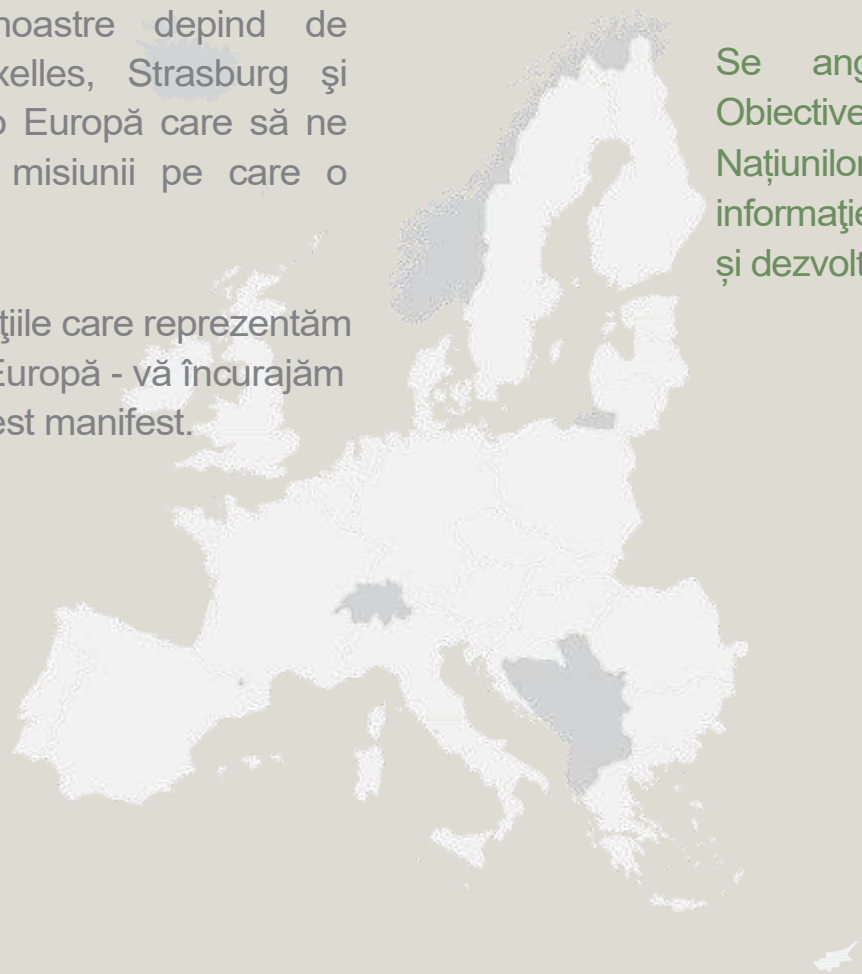 noastre depind de
xelles, Strasburg şi
o Europă care să ne
misiunii pe care o
ţiile care reprezentăm
Europă - vă încurajăm
est manifest.
Se ang
Obiective
Națiunilor
informaţie
și dezvolt